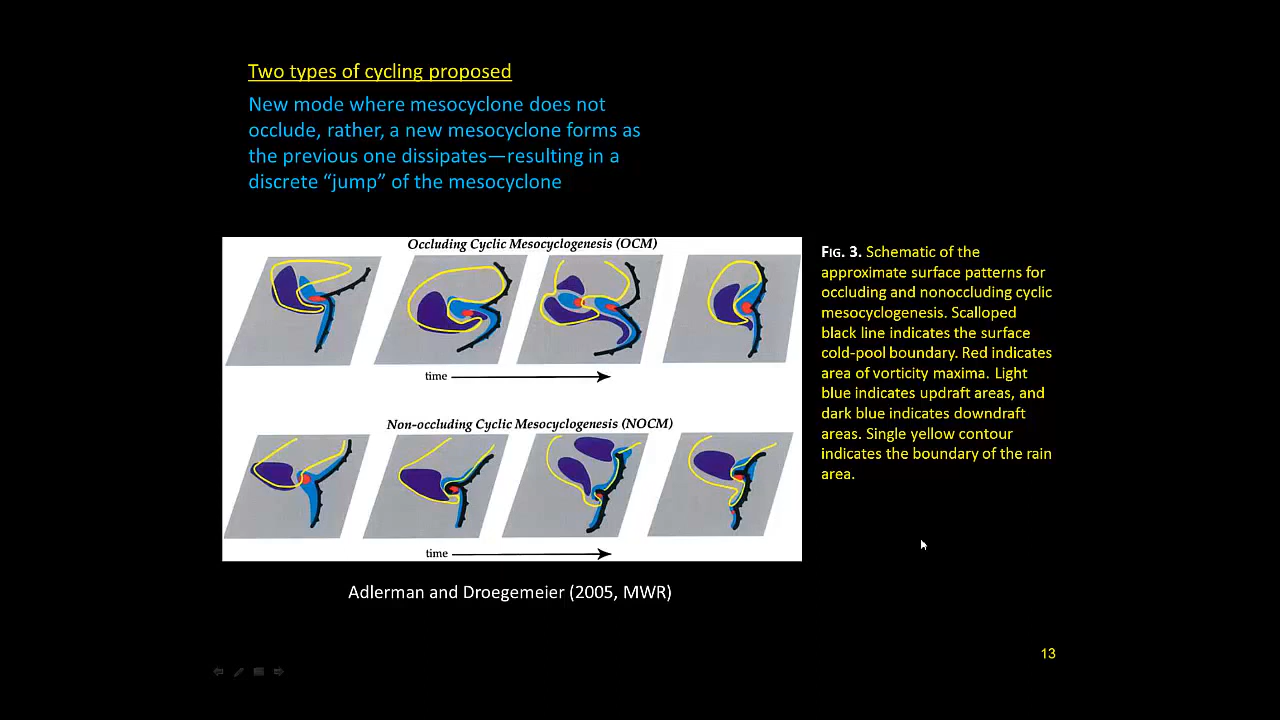 Two types of cycling proposed
New mode where mesocyclone does not
occlude, rather, a new mesocyclone forms as
the previous one dissipates—resulting in a
discrete “jump” of the mesocyclone
Occluding Cyclic Mesocyclogenesis (OCM)
time
Non-occluding Cyclic Mesocyclogenesis (NOCM)
time
FIG. 3. Schematic of the
approximate surface patterns for
occluding and nonoccluding cyclic
mesocyclogenesis. Scalloped
black line indicates the surface
cold-pool boundary. Red indicates
area of vorticity maxima. Light
blue indicates updraft areas, and
dark blue indicates downdraft
areas. Single yellow contour
indicates the boundary of the rain
area.
Adlerman and Droegemeier (2005, MWR)
13